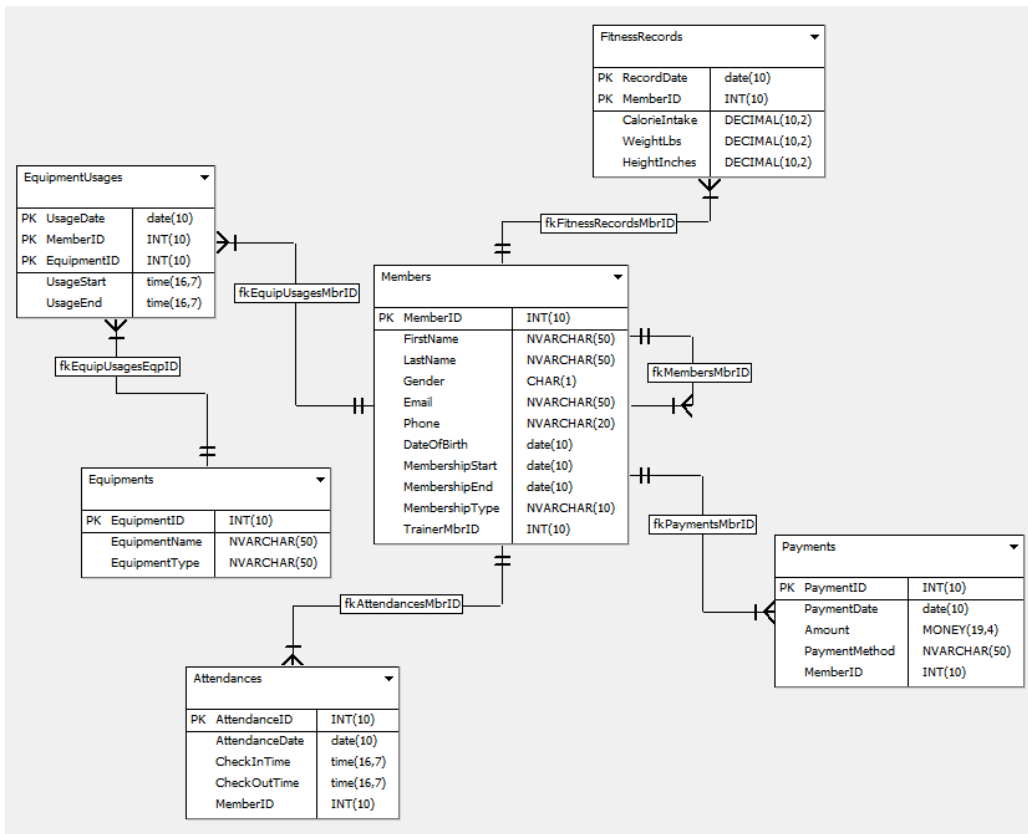 FitnessRecords
PK RecordDate date(10)
PK MemberID INT(10)
CalorieIntake DECIMAL(10,2)
WeightLbs DECIMAL(10,2)
HeightInches DECIMAL(10,2)
EquipmentUsages
PK UsageDate date(10)
PK MemberID INT(10)
PK EquipmentID INT(10)
UsageStart time(16,7)
UsageEnd time(16,7)
fkFitnessRecordsMbrID
fkEquipUsagesMbrID
fkEquipUsagesEqpID
Members
PK MemberID INT(10)
FirstName NVARCHAR(50)
LastName NVARCHAR(50)
Gender CHAR(1)
Email NVARCHAR(50)
Phone NVARCHAR(20)
DateOfBirth date(10)
MembershipStart date(10)
MembershipEnd date(10)
MembershipType NVARCHAR(10)
TrainerMbrID INT(10)
fkMembersMbrID
Equipments
PK EquipmentID INT(10)
EquipmentName NVARCHAR(50)
EquipmentType NVARCHAR(50)
fkPaymentsMbrID
Payments
PK PaymentID INT(10)
PaymentDate date(10)
Amount MONEY(19,4)
PaymentMethod NVARCHAR(50)
MemberID INT(10)
fkAttendancesMbrID
Attendances
PK AttendanceID INT(10)
AttendanceDate date(10)
CheckInTime time(16,7)
CheckOutTime time(16,7)
MemberID INT(10)